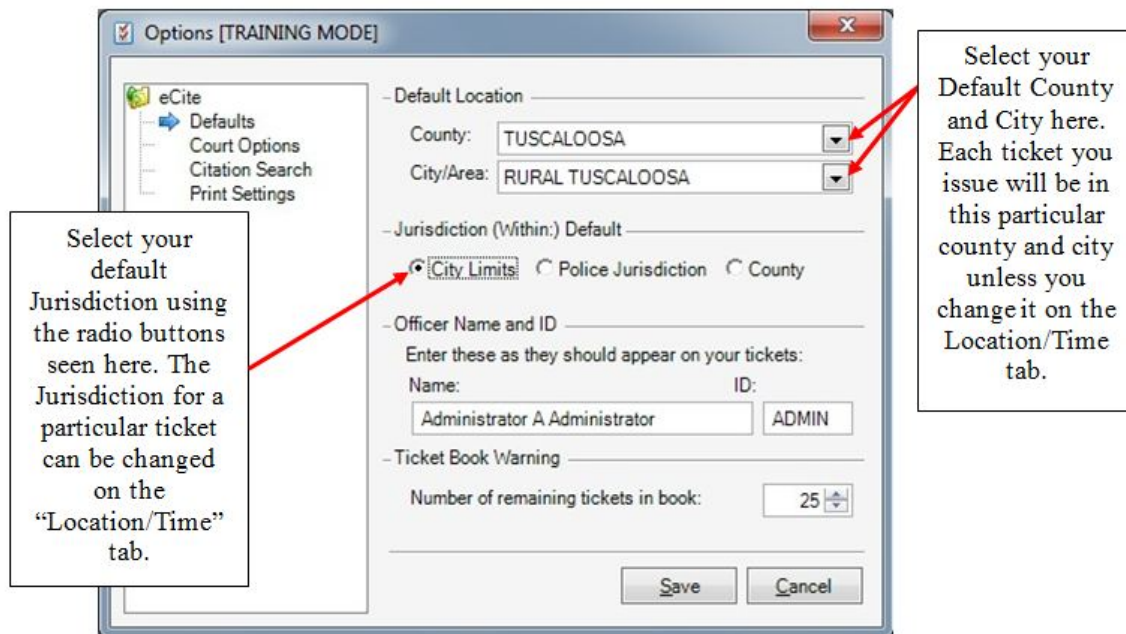 Options [TRAINING MODE]
eCite
Defaults
Court Options
Citation Search
Print Settings
Default Location
County: TUSCALOOSA
City/Area: RURAL TUSCALOOSA
Jurisdiction (Within:) Default
City Limits Police Jurisdiction County
Officer Name and ID
Enter these as they should appear on your tickets:
Name: ID:
Administrator A Administrator ADMIN
Ticket Book Warning
Number of remaining tickets in book: 25
Save Cancel
Select your
default
Jurisdiction using
the radio buttons
seen here. The
Jurisdiction for a
particular ticket
can be changed
on the
“Location/Time”
tab.
Select your
Default County
and City here.
Each ticket you
issue will be in
this particular
county and city
unless you
change it on the
Location/Time
tab.